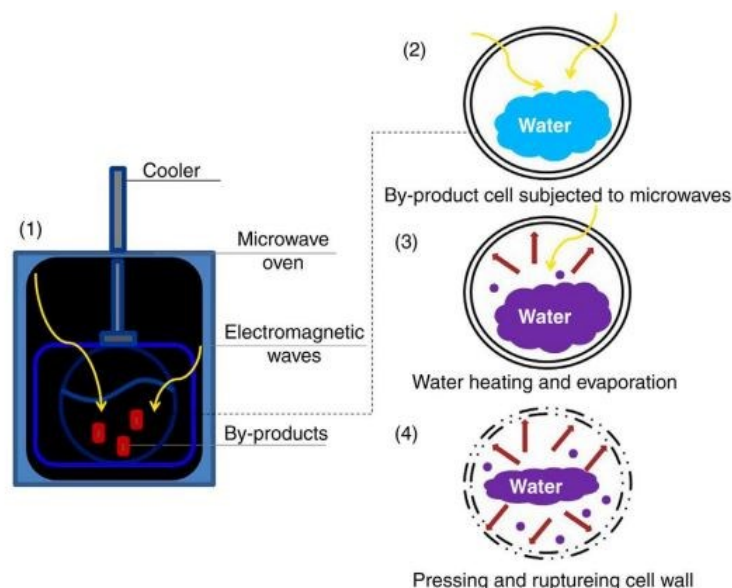 (1)
Cooler
Microwave
oven
Electromagnetic
waves
By-products
(2)
Water
By-product cell subjected to microwaves
(3)
Water
Water heating and evaporation
(4)
Water
Pressing and ruptureing cell wall